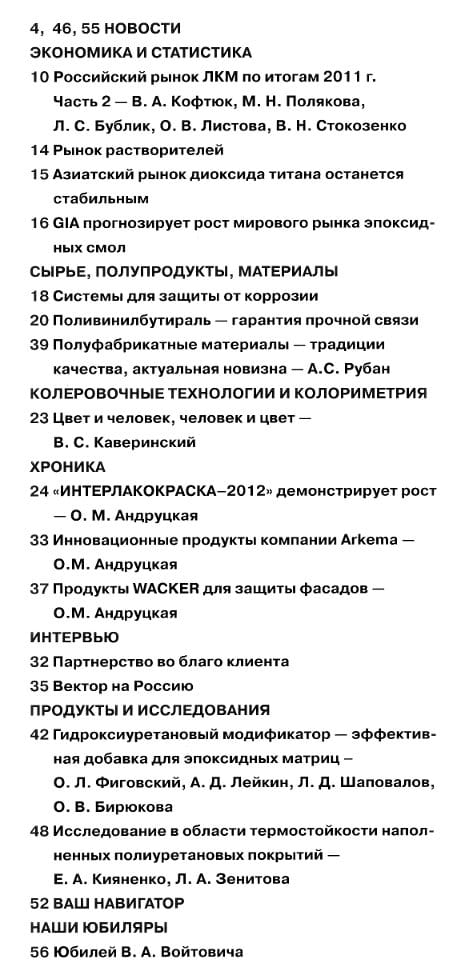 4, 46, 55 НОВОСТИ
ЭКОНОМИКА И СТАТИСТИКА
10 Российский рынок ЛКМ по итогам 2011 г.
Часть 2 — В. А. Кофтюк, М. Н. Полякова,
Л. С. Бублик, О. В. Листова, В. Н. Стокозенко
14 Рынок растворителей
15 Азиатский рынок диоксида титана останется
стабильным
16 GIA прогнозирует рост мирового рынка эпоксид-
ных смол
СЫРЬЕ, ПОЛУПРОДУКТЫ, МАТЕРИАЛЫ
18 Системы для защиты от коррозии
20 Поливинилбутираль — гарантия прочной связи
39 Полуфабрикатные материалы — традиции
качества, актуальная новизна — А.С. Рубан
КОЛЕРОВОЧНЫЕ ТЕХНОЛОГИИ И КОЛОРИМЕТРИЯ
23 Цвет и человек, человек и цвет —
В. С. Каверинский
ХРОНИКА
24 «ИНТЕРЛАКОКРАСКА–2012» демонстрирует рост
— О. М. Андруцкая
33 Инновационные продукты компании Arkema —
О.М. Андруцкая
37 Продукты WACKER для защиты фасадов —
О.М. Андруцкая
ИНТЕРВЬЮ
32 Партнерство во благо клиента
35 Вектор на Россию
ПРОДУКТЫ И ИССЛЕДОВАНИЯ
42 Гидроксиуретановый модификатор — эффектив-
ная добавка для эпоксидных матриц –
О. Л. Фиговский, А. Д. Лейкин, Л. Д. Шаповалов,
О. В. Бирюкова
48 Исследование в области термостойкости напол-
ненных полиуретановых покрытий —
Е. А. Кияненко, Л. А. Зенитова
52 ВАШ НАВИГАТОР
НАШИ ЮБИЛЯРЫ
56 Юбилей В. А. Войтовича